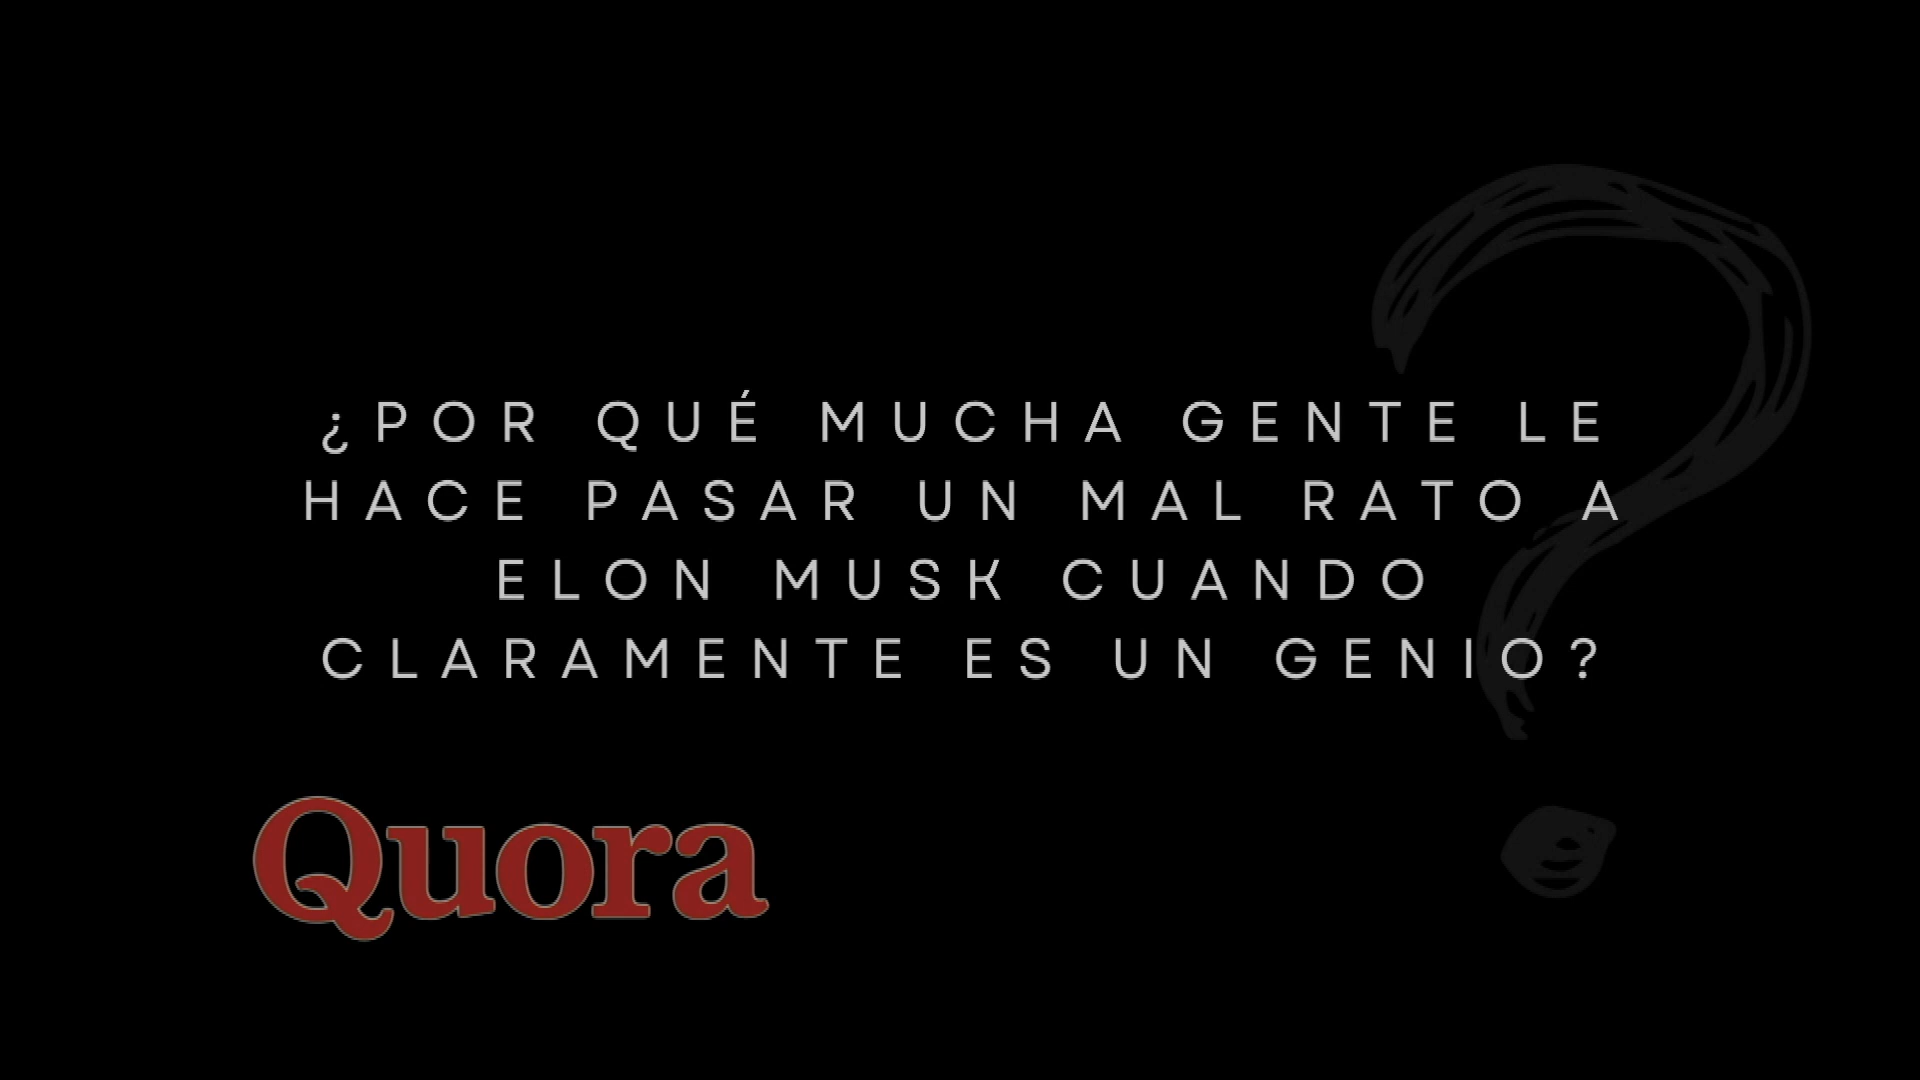 ¿POR QUÉ MUCHA GENTE LE
HACE PASAR UN MAL RATO A
ELON MUSK CUANDO
CLARAMENTE ES UN GENIO?
Quora